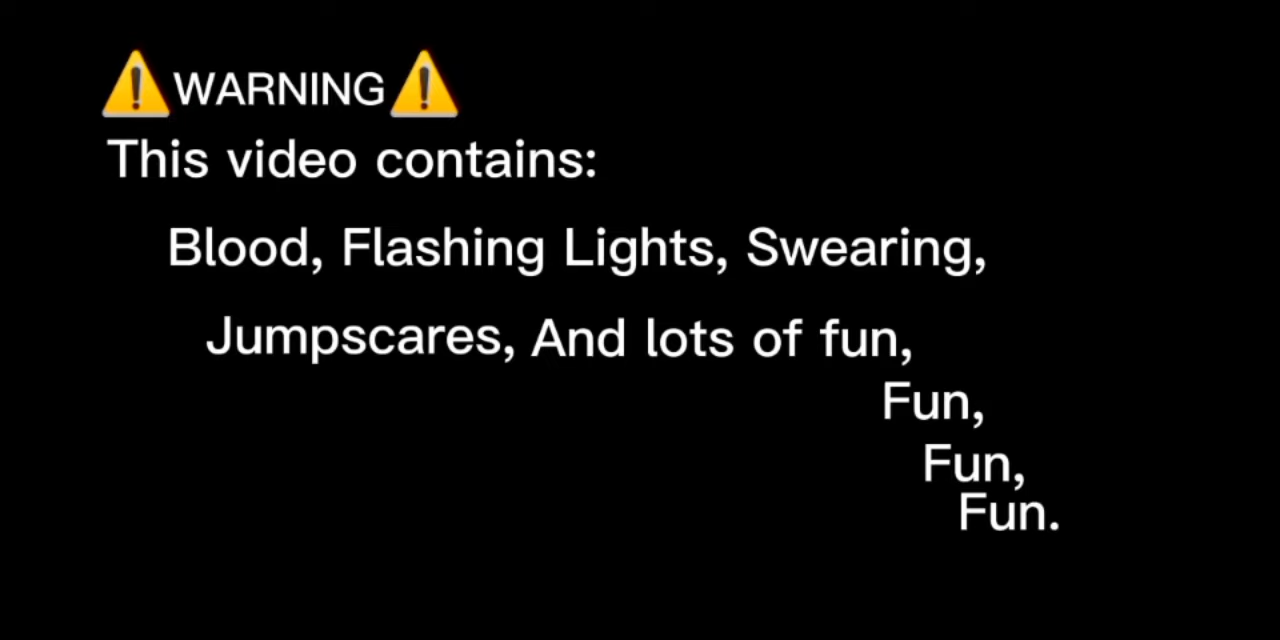 ⚠️WARNING⚠️
This video contains:
Blood, Flashing Lights, Swearing,
Jumpscares, And lots of fun,
Fun,
Fun,
Fun.